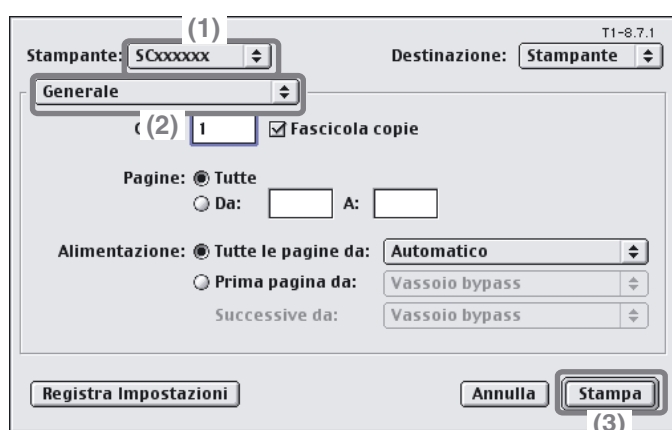 (1)
T1-8.7.1
Stampante: SCxxxxxx Destinazione: Stampante
Generale
(2) 1 Fascicola copie
Pagine: Tutte
Da: A:
Alimentazione: Tutte le pagine da: Automatico
Prima pagina da: Vassoio bypass
Successive da: Vassoio bypass
Registra Impostazioni Annulla Stampa
(3)